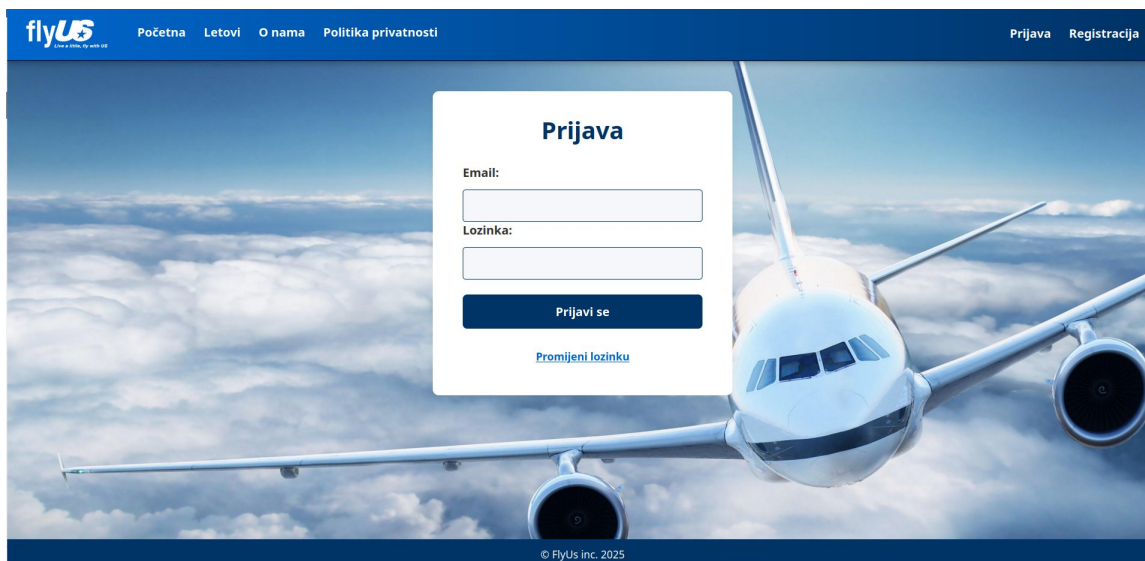 flyUS
Live a little, fly with US
Početna Letovi O nama Politika privatnosti
Prijava Registracija
Prijava
Email:
Lozinka:
Prijavi se
Promijeni lozinku
© FlyUs inc. 2025